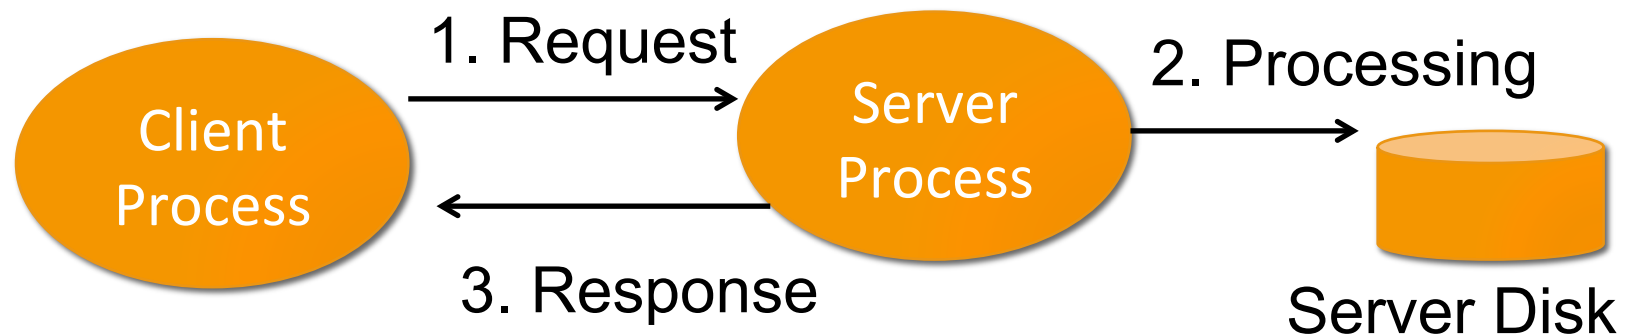 1. Request
Client
Process
Server
Process
2. Processing
3. Response
Server Disk